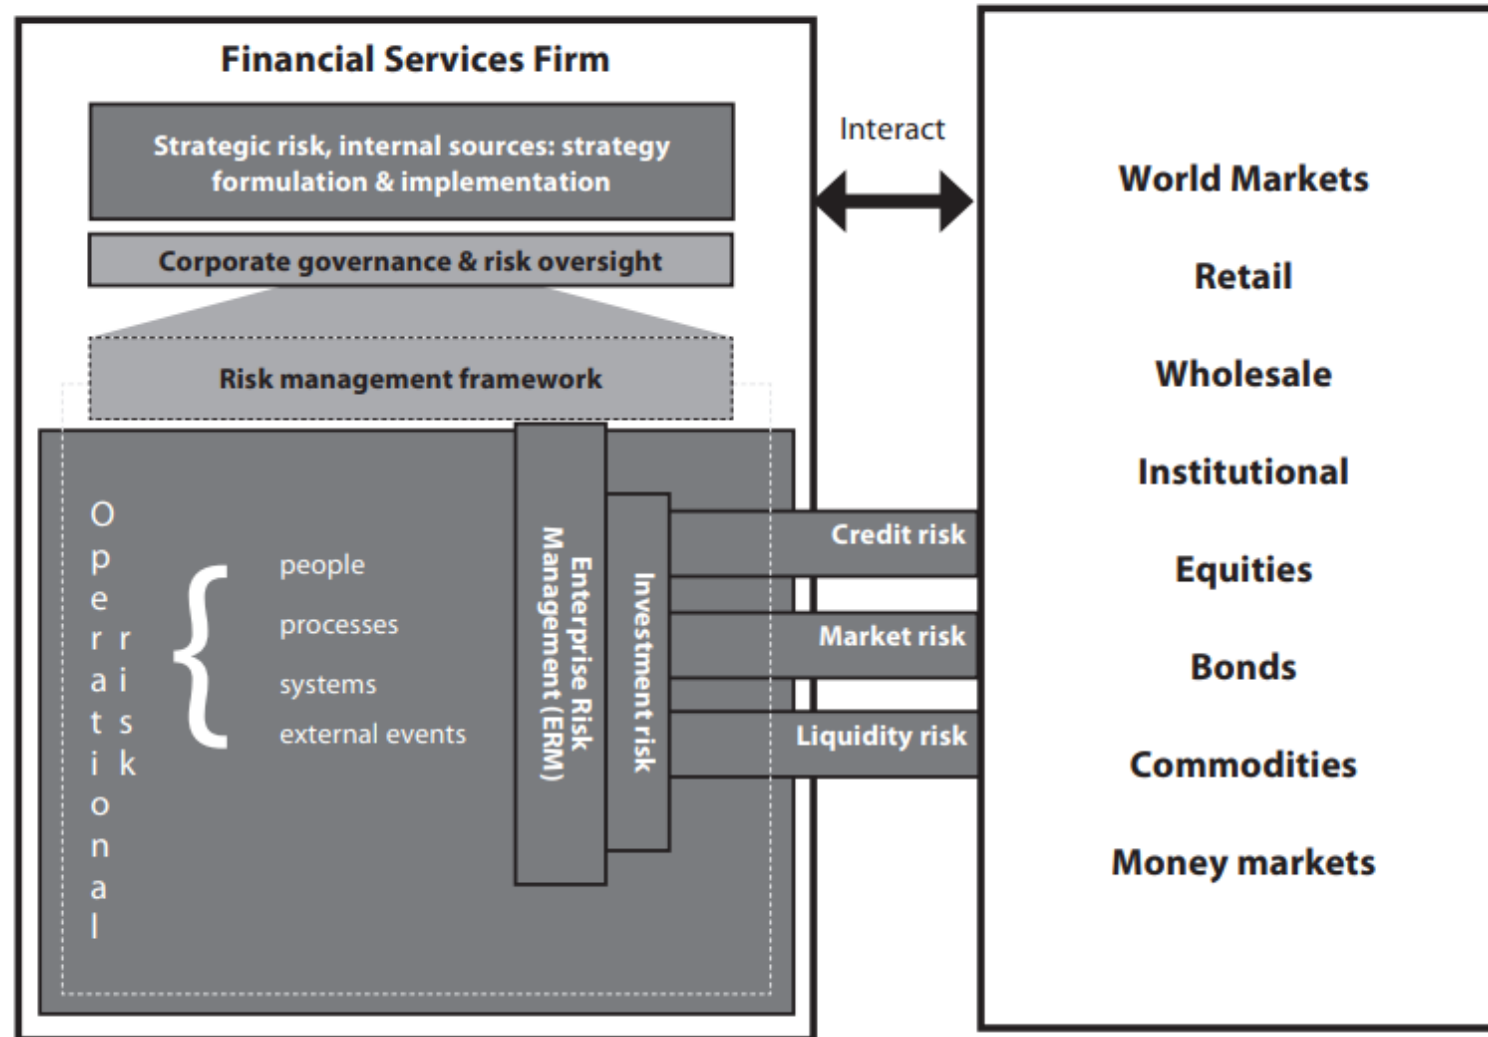 Financial Services Firm
Strategic risk, internal sources: strategy
formulation & implementation
Corporate governance & risk oversight
Risk management framework
Operational
risk
{
people
processes
systems
external events
Enterprise Risk
Management (ERM)
Investment risk
Credit risk
Market risk
Liquidity risk
Interact
World Markets
Retail
Wholesale
Institutional
Equities
Bonds
Commodities
Money markets